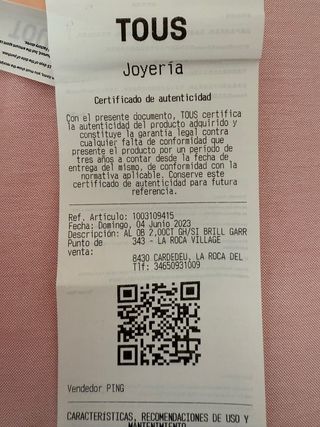 TOUS
Joyería
Certificado de autenticidad
Con el presente documento, TOUS certifica
la autenticidad del producto adquirido y
constituye la garantía legal contra
cualquier falta de conformidad que
presente el producto por un periodo de
tres años a contar desde la fecha de
entrega del mismo, de conformidad con la
normativa aplicable. Conserve este
certificado de autenticidad para futura
referencia.
Ref. Artículo: 1003109415
Fecha: Domingo, 04 Junio 2023
Descripción: AL OB 2,00CT GH/SI BRILL GARR
Punto de 343 - LA ROCA VILLAGE
venta:
8430 CARDEDEU, LA ROCA DEL
Tlf: 34650931009
Vendedor PING
CARACTERÍSTICAS, RECOMENDACIONES DE USO Y
MANTENIMIENTO